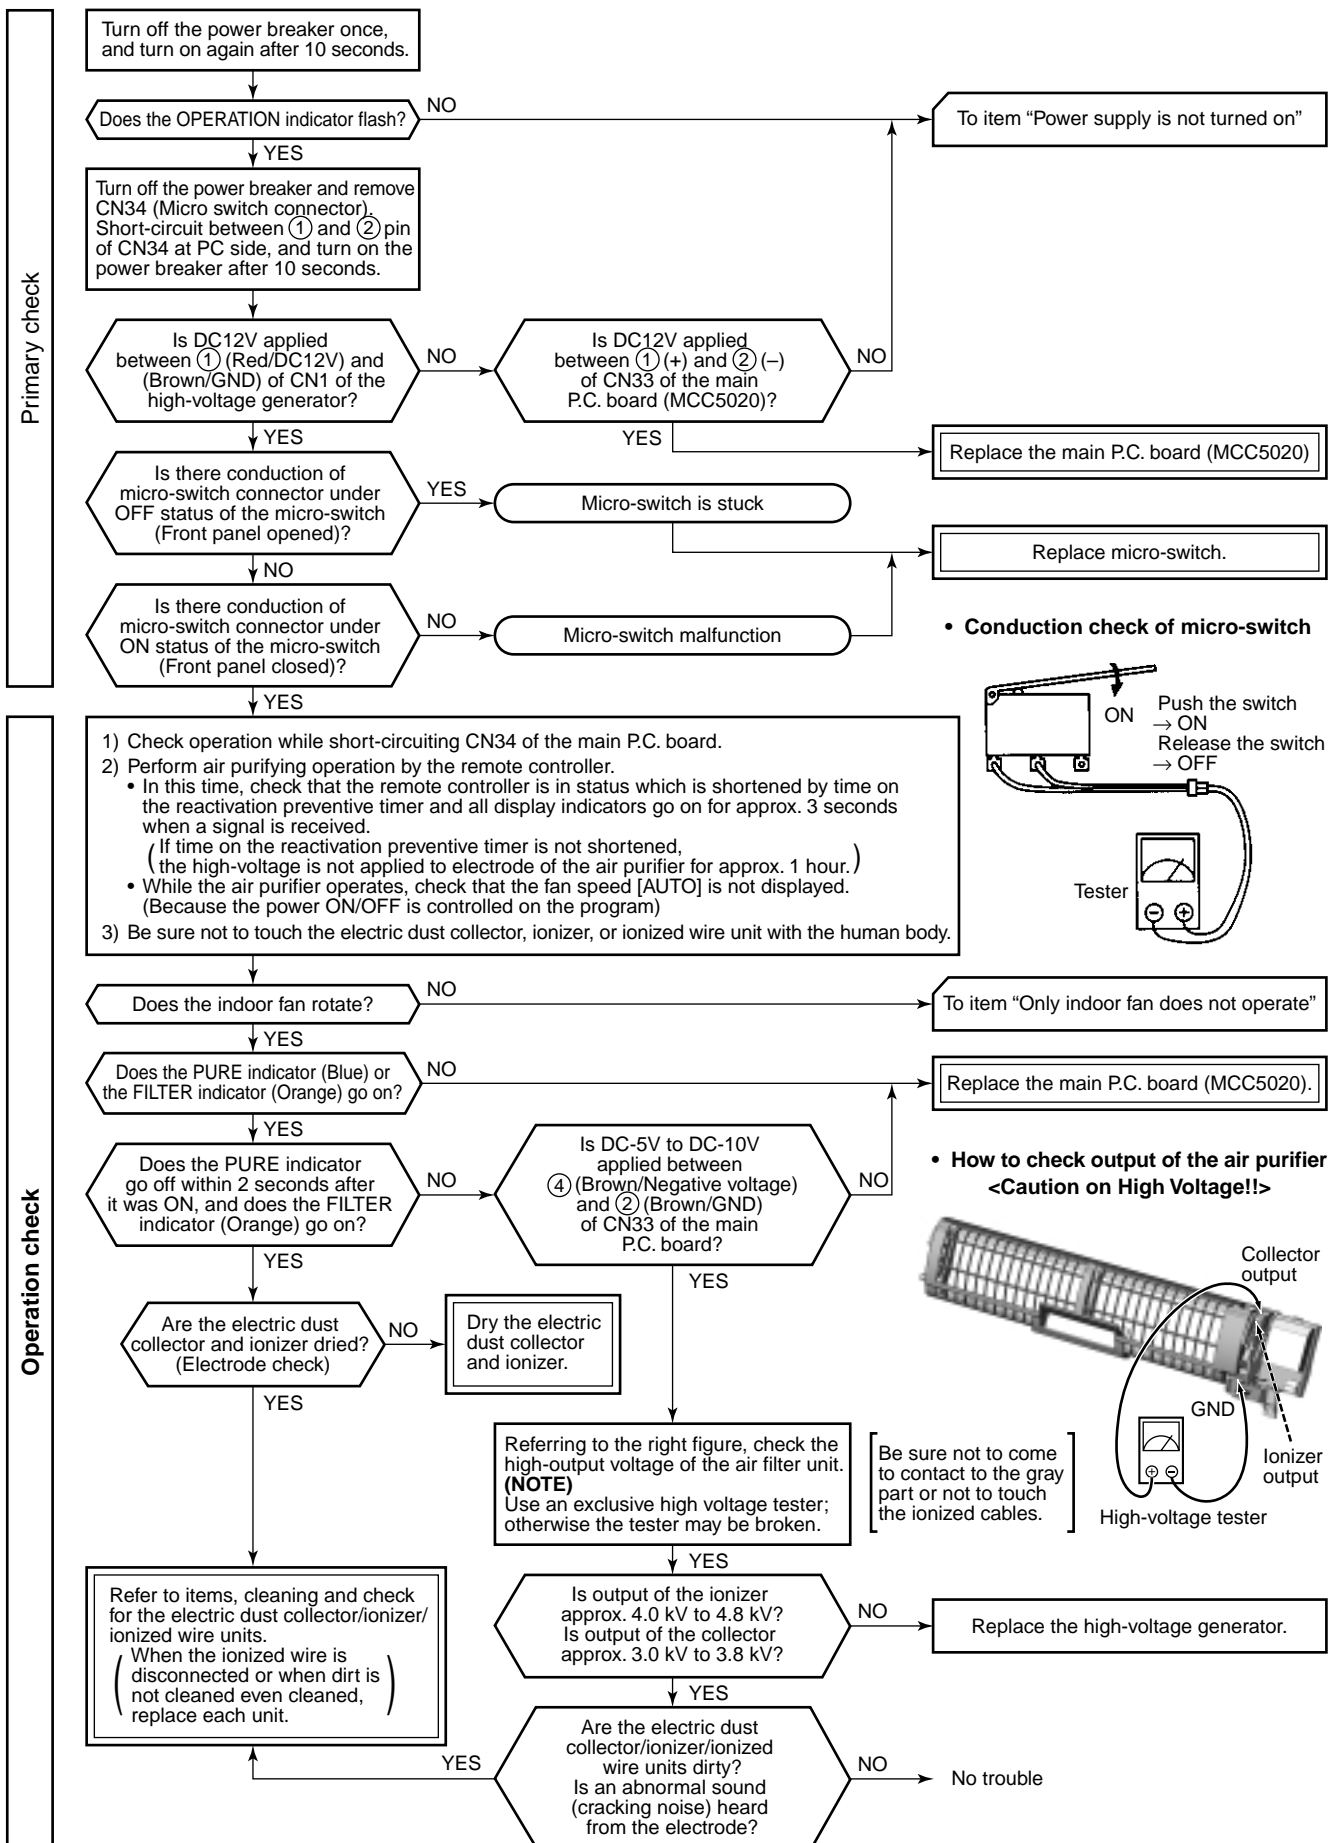 Primary check
Turn off the power breaker once,
and turn on again after 10 seconds.
Does the OPERATION indicator flash?
NO
To item “Power supply is not turned on”
YES
Turn off the power breaker and remove
CN34 (Micro switch connector).
Short-circuit between ① and ② pin
of CN34 at PC side, and turn on the
power breaker after 10 seconds.
Is DC12V applied
between ① (Red/DC12V) and
(Brown/GND) of CN1 of the
high-voltage generator?
NO
Is DC12V applied
between ① (+) and ② (–)
of CN33 of the main
P.C. board (MCC5020)?
NO
YES
YES
Replace the main P.C. board (MCC5020)
Is there conduction of
micro-switch connector under
OFF status of the micro-switch
(Front panel opened)?
YES
Micro-switch is stuck
Replace micro-switch.
NO
Is there conduction of
micro-switch connector under
ON status of the micro-switch
(Front panel closed)?
NO
Micro-switch malfunction
YES
• Conduction check of micro-switch
ON
Push the switch
→ ON
Release the switch
→ OFF
Tester
Operation check
1) Check operation while short-circuiting CN34 of the main P.C. board.
2) Perform air purifying operation by the remote controller.
• In this time, check that the remote controller is in status which is shortened by time on
the reactivation preventive timer and all display indicators go on for approx. 3 seconds
when a signal is received.
(If time on the reactivation preventive timer is not shortened,
the high-voltage is not applied to electrode of the air purifier for approx. 1 hour.)
• While the air purifier operates, check that the fan speed [AUTO] is not displayed.
(Because the power ON/OFF is controlled on the program)
3) Be sure not to touch the electric dust collector, ionizer, or ionized wire unit with the human body.
Does the indoor fan rotate?
NO
To item “Only indoor fan does not operate”
YES
Does the PURE indicator (Blue) or
the FILTER indicator (Orange) go on?
NO
Replace the main P.C. board (MCC5020).
YES
Does the PURE indicator
go off within 2 seconds after
it was ON, and does the FILTER
indicator (Orange) go on?
NO
Is DC-5V to DC-10V
applied between
④ (Brown/Negative voltage)
and ② (Brown/GND)
of CN33 of the main
P.C. board?
NO
YES
YES
• How to check output of the air purifier
<Caution on High Voltage!!>
Collector
output
GND
Ionizer
output
High-voltage tester
Are the electric dust
collector and ionizer dried?
(Electrode check)
NO
Dry the electric
dust collector
and ionizer.
YES
Referring to the right figure, check the
high-output voltage of the air filter unit.
(NOTE)
Use an exclusive high voltage tester;
otherwise the tester may be broken.
[Be sure not to come
to contact to the gray
part or not to touch
the ionized cables.]
YES
Refer to items, cleaning and check
for the electric dust collector/ionizer/
ionized wire units.
(When the ionized wire is
disconnected or when dirt is
not cleaned even cleaned,
replace each unit.)
Is output of the ionizer
approx. 4.0 kV to 4.8 kV?
Is output of the collector
approx. 3.0 kV to 3.8 kV?
NO
Replace the high-voltage generator.
YES
Are the electric dust
collector/ionizer/ionized
wire units dirty?
Is an abnormal sound
(cracking noise) heard
from the electrode?
YES
NO
No trouble